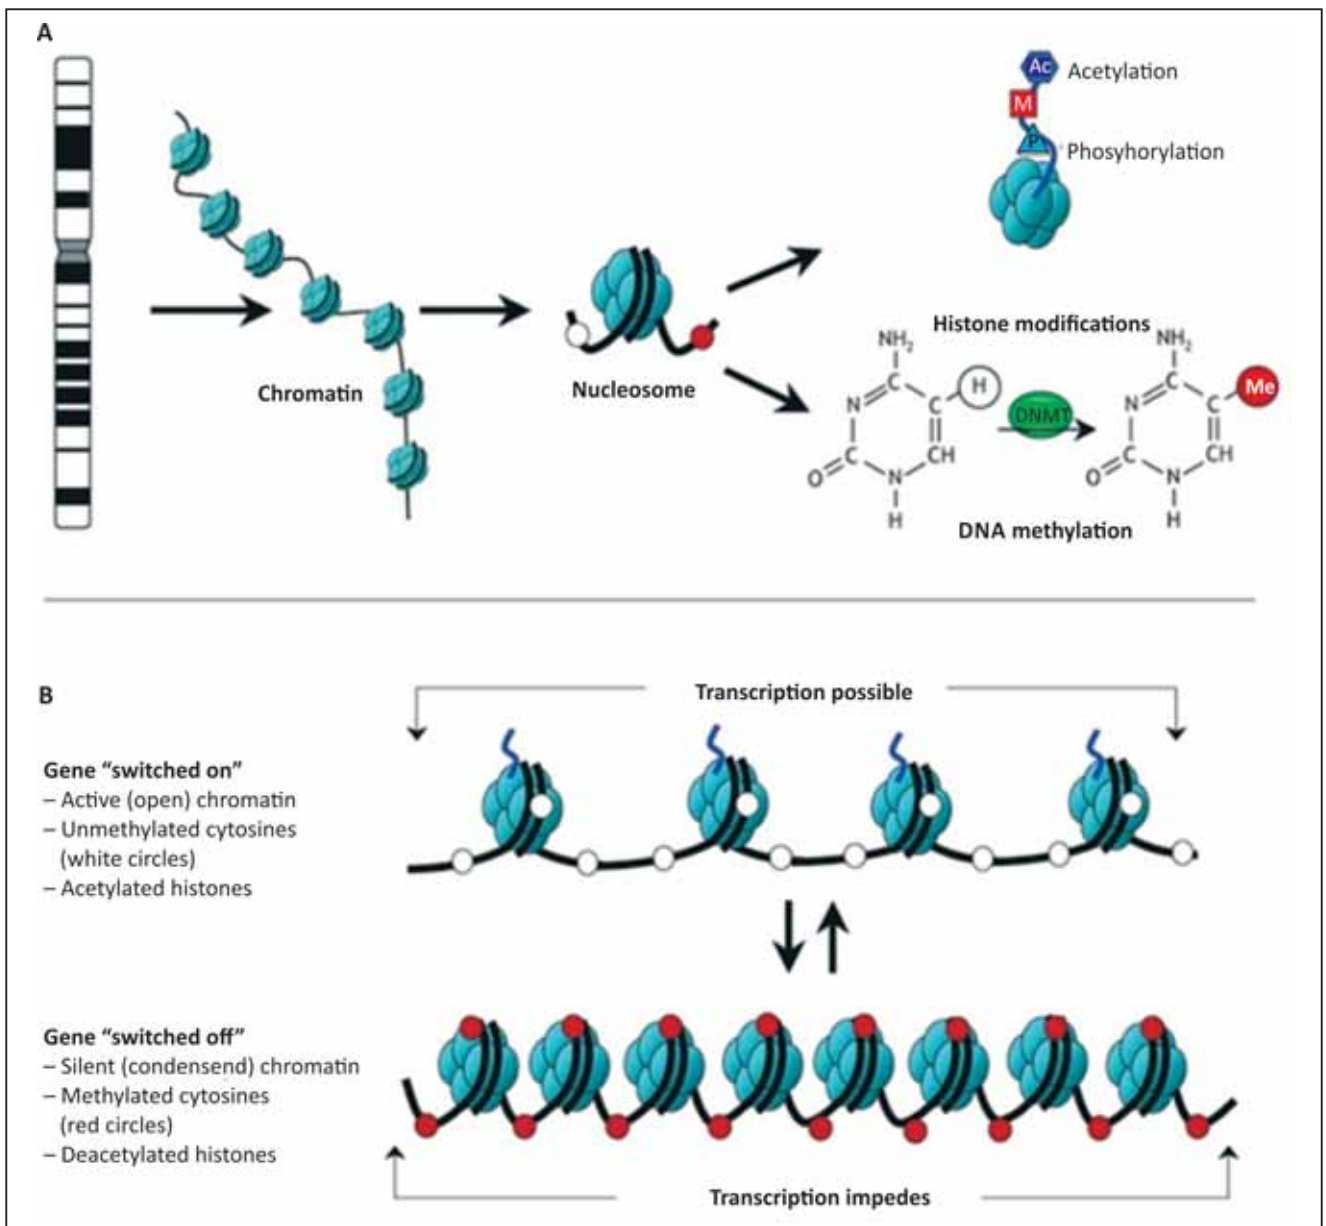 A
Ac
Acetylation
M
P
Phosyhorylation
Chromatin
Nucleosome
Histone modifications
NH₂
C
N
C
H
C
CH
O
N
H
DNMT
NH₂
C
N
C
Me
C
CH
O
N
H
DNA methylation
B
Transcription possible
Gene “switched on”
– Active (open) chromatin
– Unmethylated cytosines
(white circles)
– Acetylated histones
Gene “switched off”
– Silent (condensend) chromatin
– Methylated cytosines
(red circles)
– Deacetylated histones
Transcription impedes